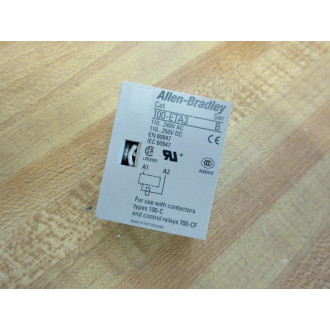 Allen-Bradley
Cat Ser
100-ETA3 B
110..240V AC
110..250V DC
EN 60947
IEC 60947
A1 A2
For use with contactors
types 100-C
and control relays 700-CF